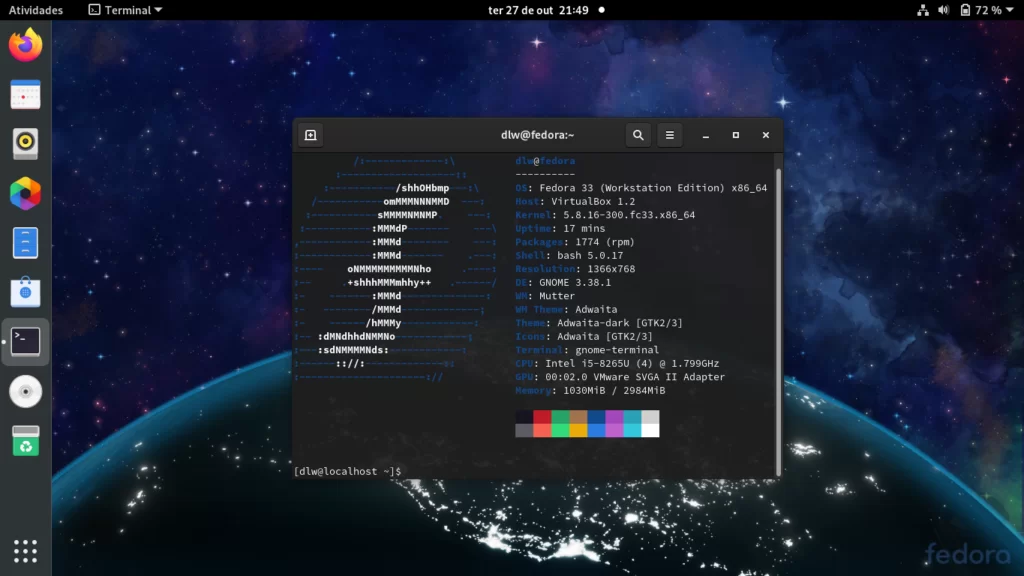 Atividades
Terminal
ter 27 de out 21:49
72 %
dlw@fedora:~
dlw@fedora
----------
OS: Fedora 33 (Workstation Edition) x86_64
Host: VirtualBox 1.2
Kernel: 5.8.16-300.fc33.x86_64
Uptime: 17 mins
Packages: 1774 (rpm)
Shell: bash 5.0.17
Resolution: 1366x768
DE: GNOME 3.38.1
WM: Mutter
WM Theme: Adwaita
Theme: Adwaita-dark [GTK2/3]
Icons: Adwaita [GTK2/3]
Terminal: gnome-terminal
CPU: Intel i5-8265U (4) @ 1.799GHz
GPU: 00:02.0 VMware SVGA II Adapter
Memory: 1030MiB / 2984MiB
/shhOHbmp
omMMMNNNMMD
sMMMMNMNMP
:MMMdP
:MMMd
:MMMd
oNMMMMMMMMMNho
+shhhMMMmhhy++
:MMMd
/MMMd
/hMMMy
:dMNdhhdNMMNo
:sdNMMMMNds:
:://:
[dlw@localhost ~]$
fedora